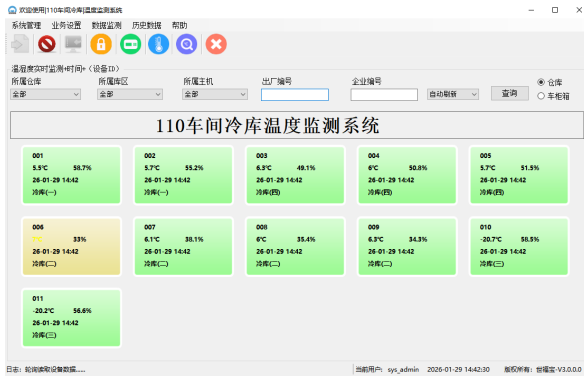 欢迎使用[110车间冷库]温度监测系统
系统管理 业务设置 数据监测 历史数据 帮助
温湿度实时监测+时间+（设备ID）
所属仓库 所属库区 所属主机 出厂编号 企业编号
全部 全部 全部 自动刷新 查询 仓库 车柜箱
110车间冷库温度监测系统
001 002 003 004 005
5.5℃ 58.7% 5.7℃ 55.2% 6.3℃ 49.1% 6℃ 50.8% 5.7℃ 51.5%
26-01-29 14:42 26-01-29 14:42 26-01-29 14:42 26-01-29 14:42 26-01-29 14:42
冷库(一) 冷库(一) 冷库(四) 冷库(四) 冷库(四)
006 007 008 009 010
33% 6.1℃ 38.1% 6℃ 35.4% 6.3℃ 34.3% -20.7℃ 58.5%
26-01-29 14:42 26-01-29 14:42 26-01-29 14:42 26-01-29 14:42 26-01-29 14:42
冷库(二) 冷库(二) 冷库(二) 冷库(二) 冷库(三)
011
-20.2℃ 56.6%
26-01-29 14:42
冷库(三)
日志：轮询读取设备数据......
当前用户: sys_admin 2026-01-29 14:42:30 版权所有：世福宝-V3.0.0.0